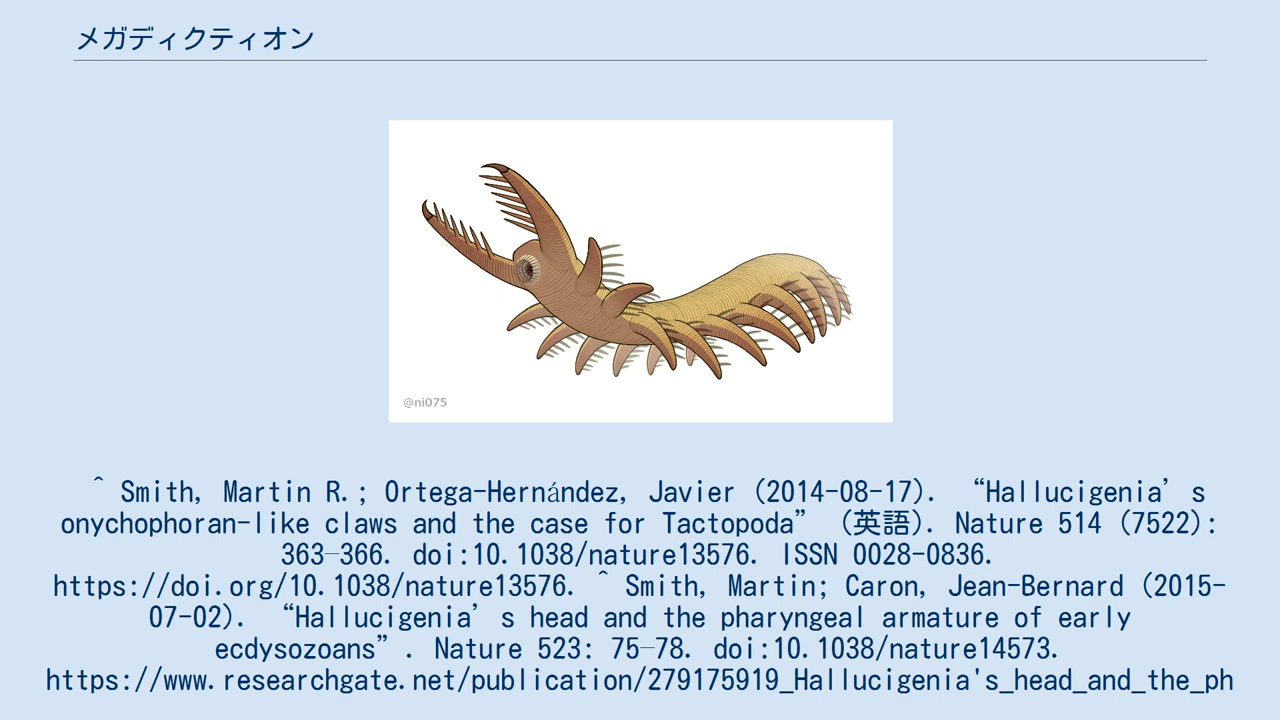 メガディクティオン
@ni075
^ Smith, Martin R.; Ortega-Hernández, Javier (2014-08-17). “Hallucigenia’s
onychophoran-like claws and the case for Tactopoda” (英語). Nature 514 (7522):
363–366. doi:10.1038/nature13576. ISSN 0028-0836.
https://doi.org/10.1038/nature13576. ^ Smith, Martin; Caron, Jean-Bernard (2015-
07-02). “Hallucigenia’s head and the pharyngeal armature of early
ecdysozoans”. Nature 523: 75–78. doi:10.1038/nature14573.
https://www.researchgate.net/publication/279175919_Hallucigenia's_head_and_the_ph